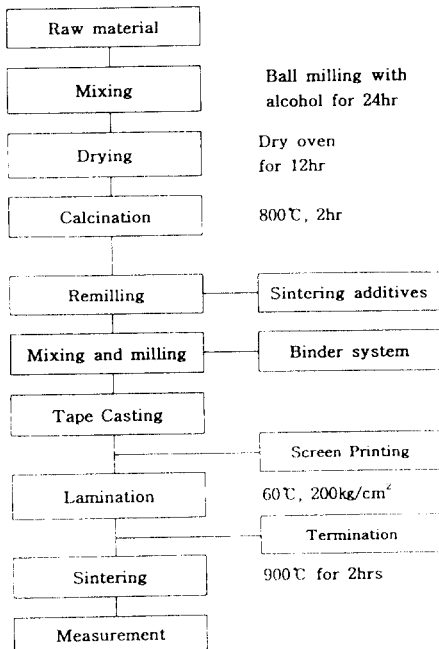 Raw material
Mixing
Ball milling with
alcohol for 24hr
Drying
Dry oven
for 12hr
Calcination
800℃, 2hr
Remilling
Sintering additives
Mixing and milling
Binder system
Tape Casting
Screen Printing
Lamination
60℃, 200kg/cm²
Termination
Sintering
900℃ for 2hrs
Measurement